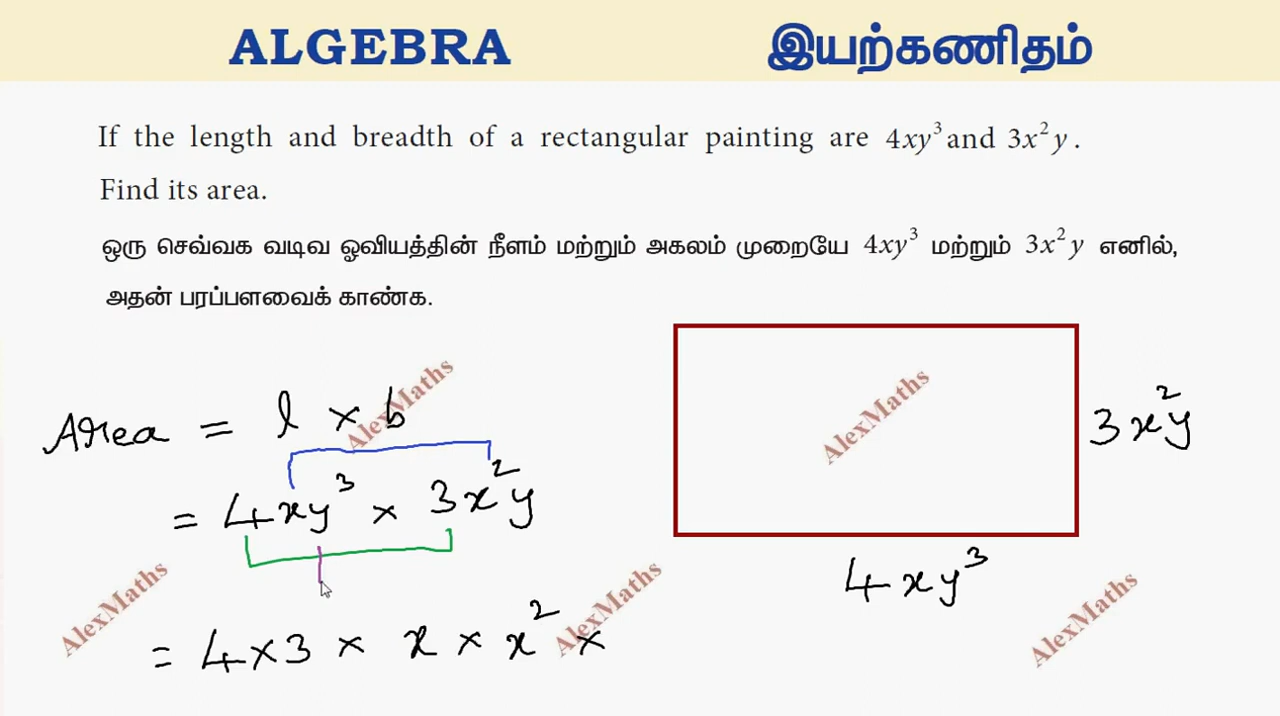 ALGEBRA இயற்கணிதம்
If the length and breadth of a rectangular painting are 4xy³ and 3x²y.
Find its area.
ஒரு செவ்வக வடிவ ஓவியத்தின் நீளம் மற்றும் அகலம் முறையே 4xy³ மற்றும் 3x²y எனில்,
அதன் பரப்பளவைக் காண்க.
Area = l × b
= 4xy³ × 3x²y
= 4×3 × x × x² ×
3x²y
4xy³
AlexMaths
AlexMaths
AlexMaths
AlexMaths
AlexMaths